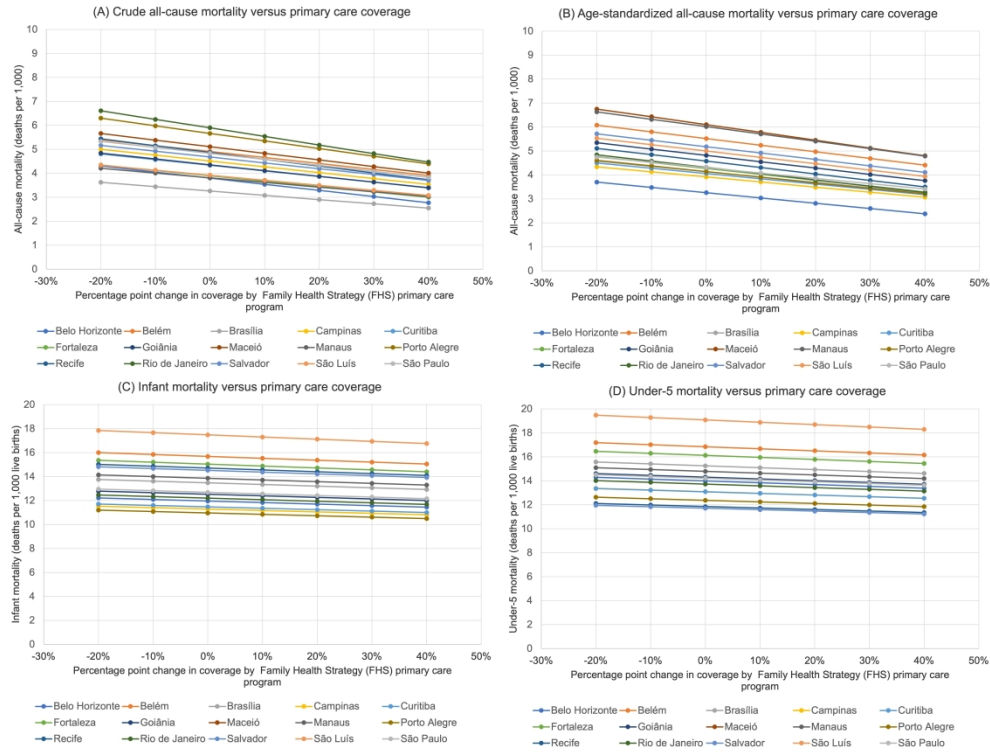 (A) Crude all-cause mortality versus primary care coverage
All-cause mortality (deaths per 1,000)
10
9
8
7
6
5
4
3
2
1
0
-30% -20% -10% 0% 10% 20% 30% 40% 50%
Percentage point change in coverage by Family Health Strategy (FHS) primary care
program
Belo Horizonte Belém Brasília Campinas Curitiba
Fortaleza Goiânia Maceió Manaus Porto Alegre
Recife Rio de Janeiro Salvador São Luís São Paulo
(B) Age-standardized all-cause mortality versus primary care coverage
All-cause mortality (deaths per 1,000)
10
9
8
7
6
5
4
3
2
1
0
-30% -20% -10% 0% 10% 20% 30% 40% 50%
Percentage point change in coverage by Family Health Strategy (FHS) primary care
program
Belo Horizonte Belém Brasília Campinas Curitiba
Fortaleza Goiânia Maceió Manaus Porto Alegre
Recife Rio de Janeiro Salvador São Luís São Paulo
(C) Infant mortality versus primary care coverage
Infant mortality (deaths per 1,000 live births)
20
18
16
14
12
10
8
6
4
2
0
-30% -20% -10% 0% 10% 20% 30% 40% 50%
Percentage point change in coverage by Family Health Strategy (FHS) primary care
program
Belo Horizonte Belém Brasília Campinas Curitiba
Fortaleza Goiânia Maceió Manaus Porto Alegre
Recife Rio de Janeiro Salvador São Luís São Paulo
(D) Under-5 mortality versus primary care coverage
Under-5 mortality (deaths per 1,000 live births)
20
18
16
14
12
10
8
6
4
2
0
-30% -20% -10% 0% 10% 20% 30% 40% 50%
Percentage point change in coverage by Family Health Strategy (FHS) primary care
program
Belo Horizonte Belém Brasília Campinas Curitiba
Fortaleza Goiânia Maceió Manaus Porto Alegre
Recife Rio de Janeiro Salvador São Luís São Paulo